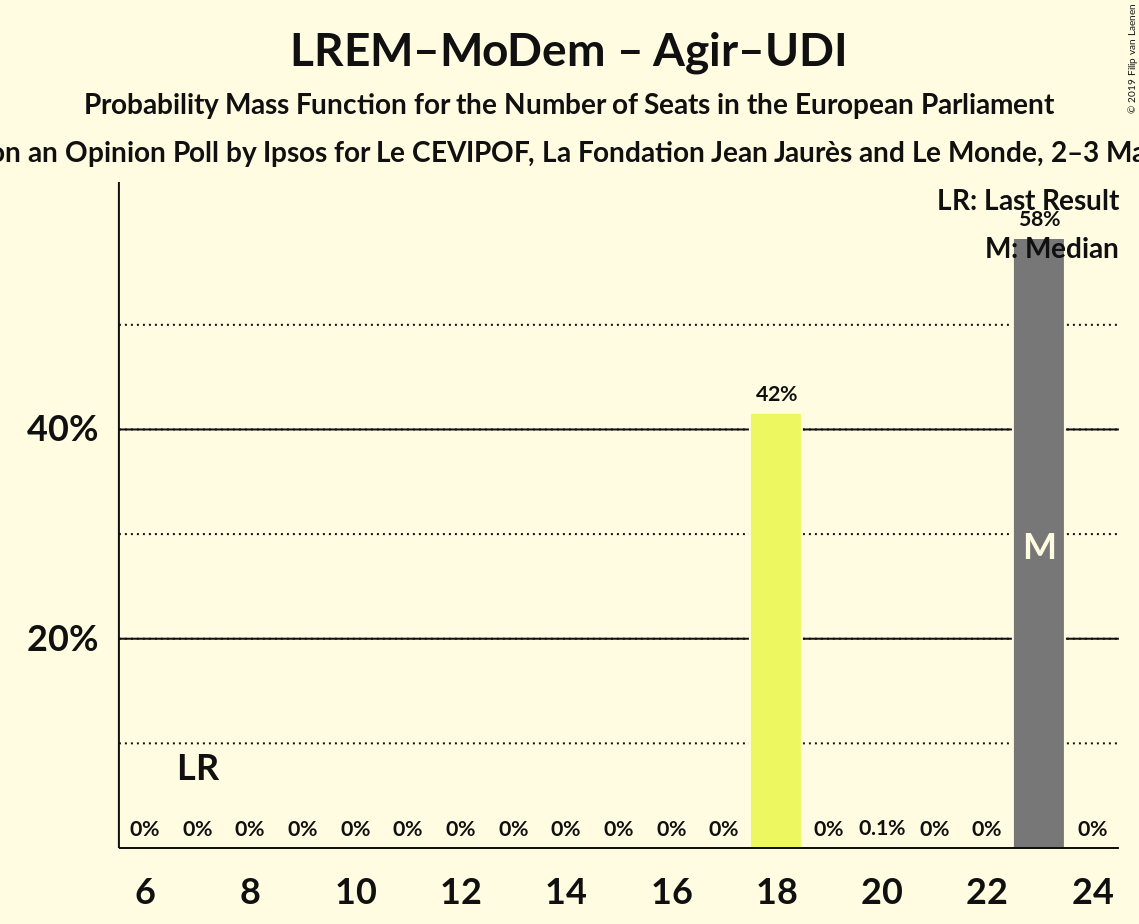 LREM–MoDem – Agir–UDI
Probability Mass Function for the Number of Seats in the European Parliament
on an Opinion Poll by Ipsos for Le CEVIPOF, La Fondation Jean Jaurès and Le Monde, 2–3
© 2019 Filip van Laenen
LR: Last Result
58%
M: Median
42%
40%
M
20%
LR
0% 0% 0% 0% 0% 0% 0% 0% 0% 0% 0% 0% 0% 0.1% 0% 0% 0%
6 8 10 12 14 16 18 20 22 24